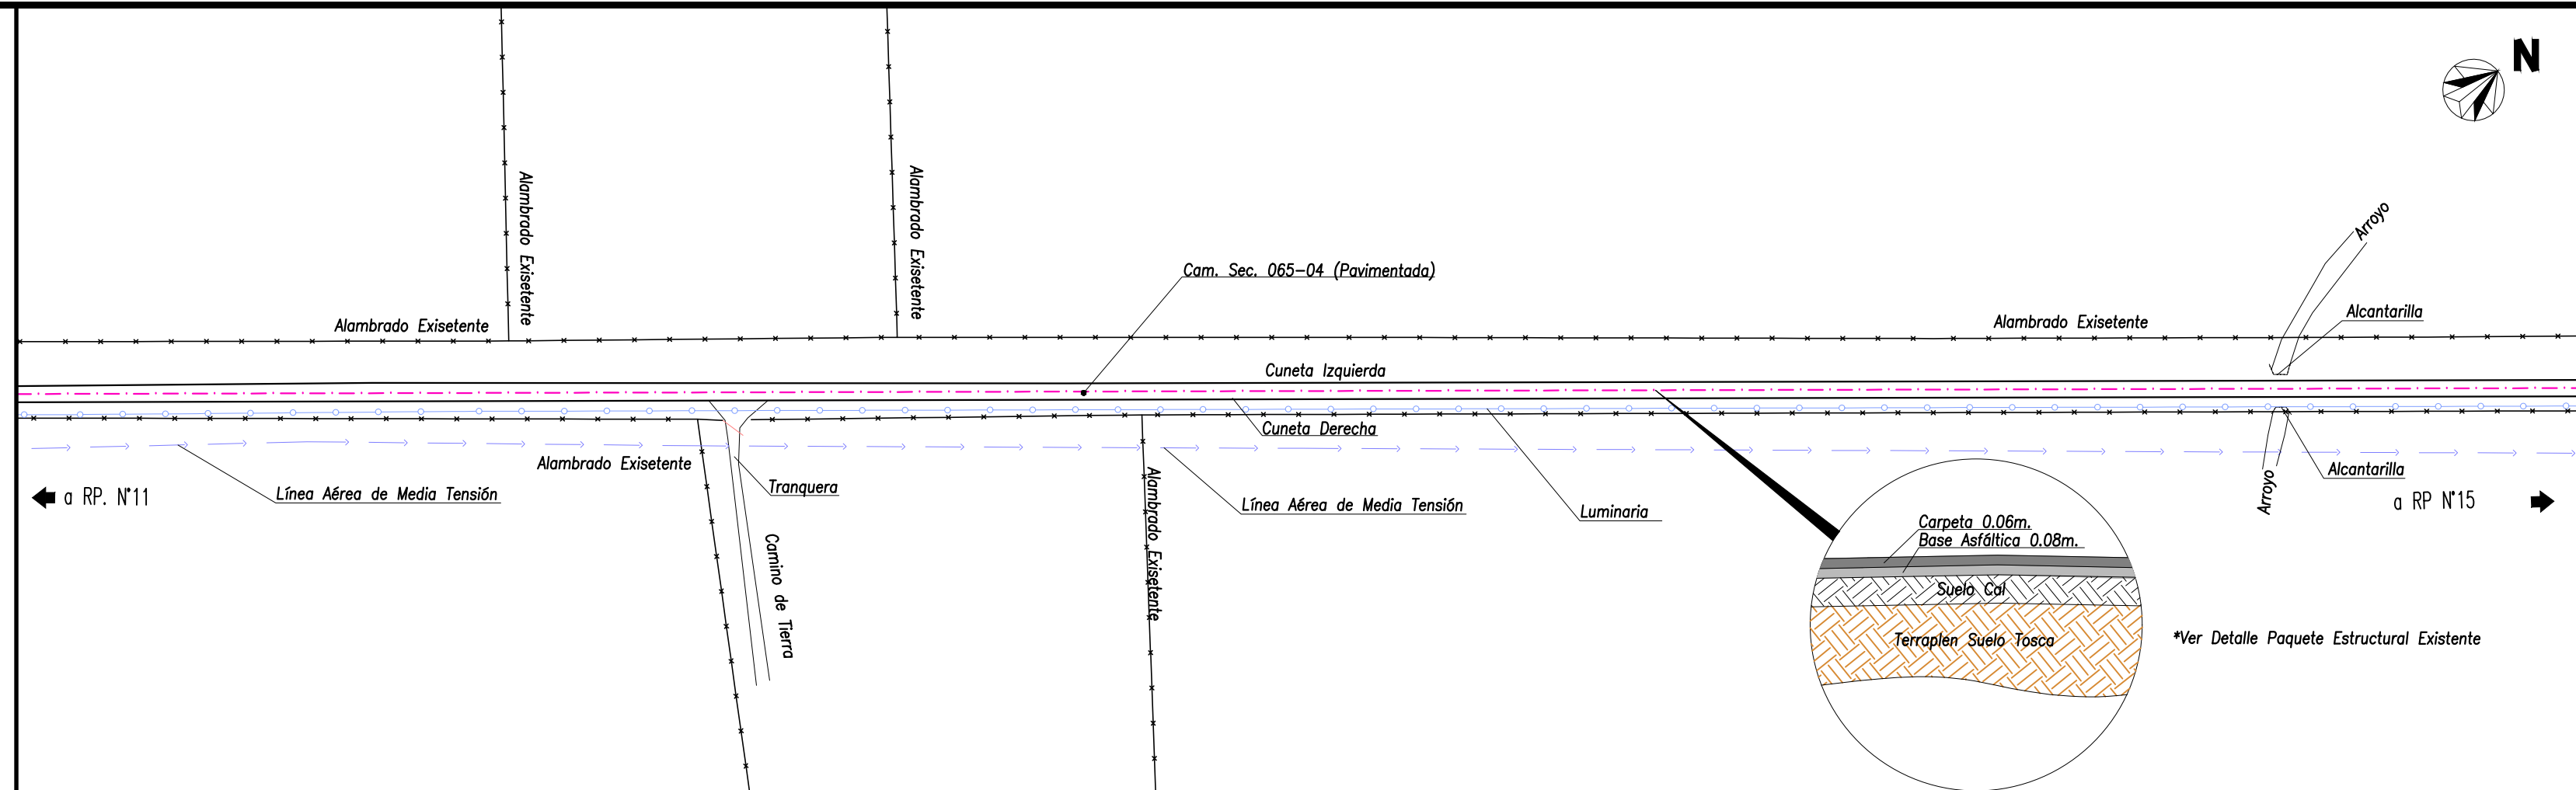 N
Alambrado Exisetente
Alambrado Exisetente
Arroyo
Cam. Sec. 065-04 (Pavimentada)
Alcantarilla
Alambrado Exisetente
Alambrado Exisetente
Cuneta Izquierda
Cuneta Derecha
Alambrado Exisetente
Alambrado Exisetente
Alcantarilla
Arroyo
a RP. N°11
Línea Aérea de Media Tensión
Tranquera
Línea Aérea de Media Tensión
Luminaria
a RP N°15
Camino de Tierra
Carpeta 0.06m.
Base Asfáltica 0.08m.
Suelo Cal
Terraplen Suelo Tosca
*Ver Detalle Paquete Estructural Existente